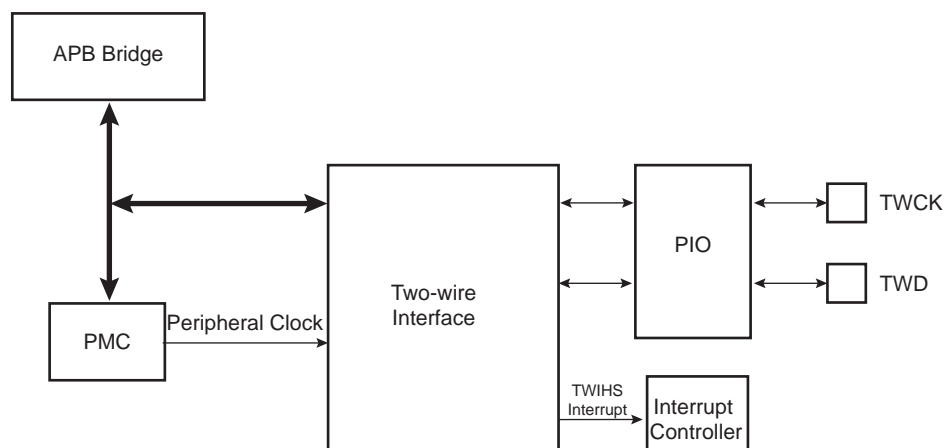 APB Bridge
TWCK
PIO
TWD
Two-wire
Interface
Peripheral Clock
PMC
TWIHS
Interrupt
Interrupt
Controller